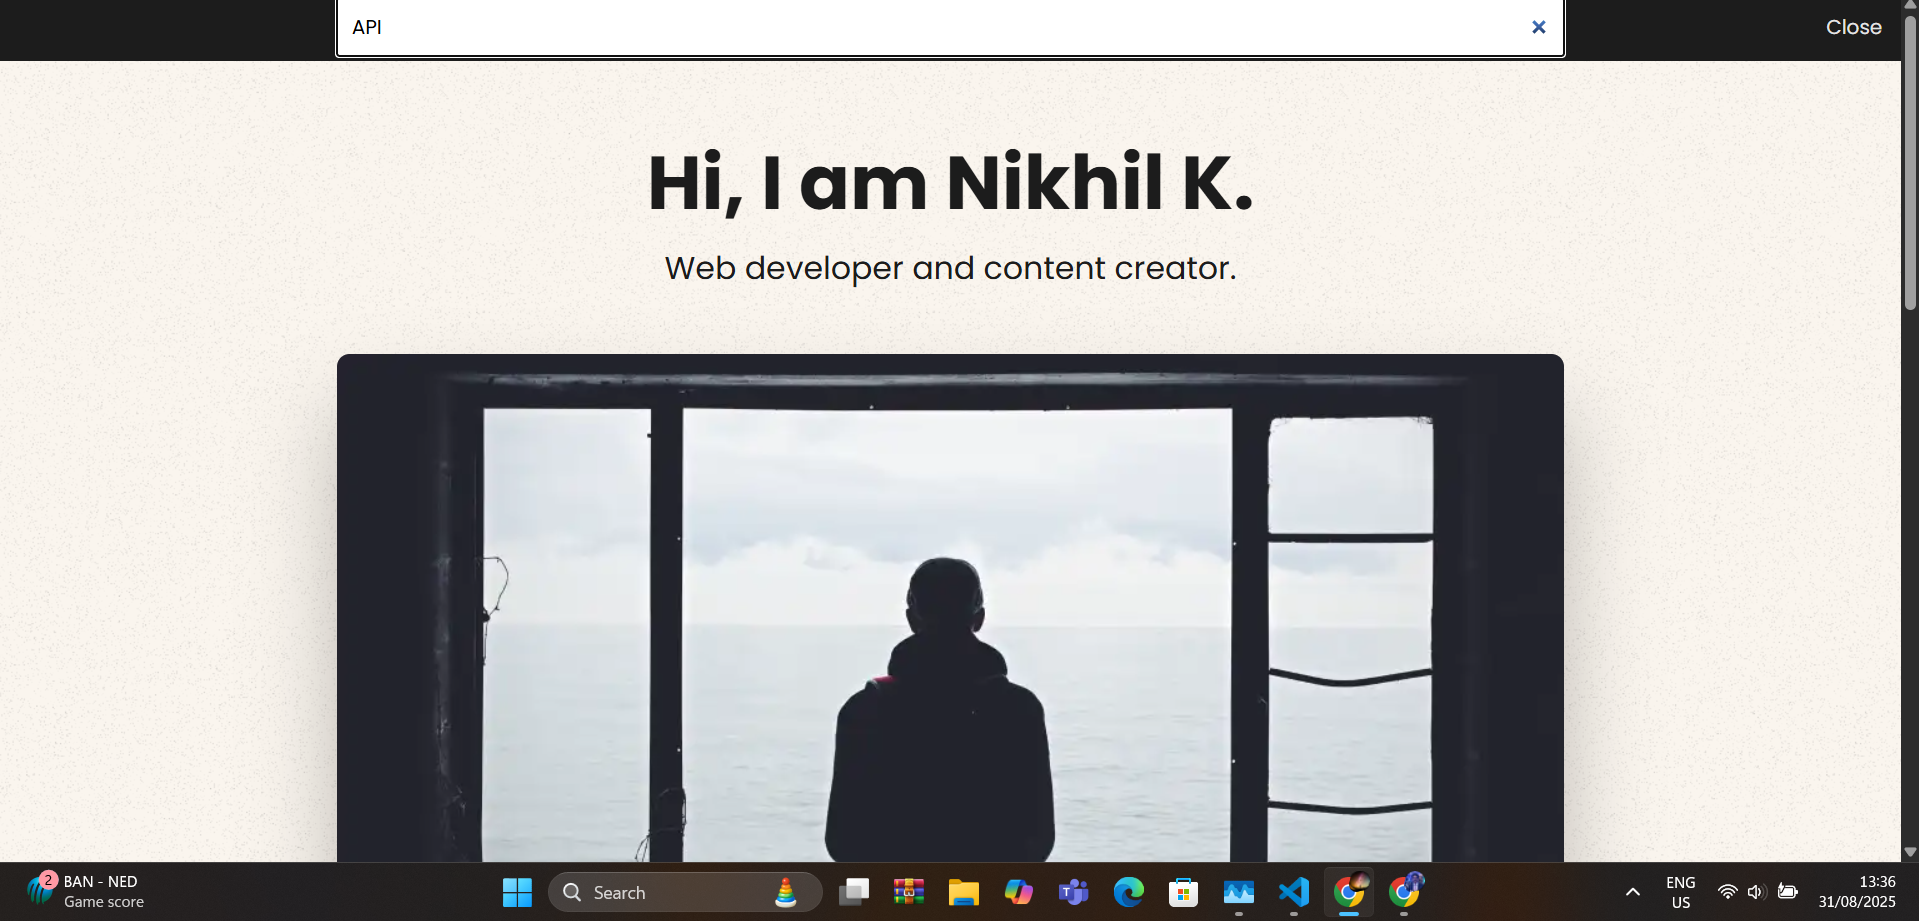 API
Close
Hi, I am Nikhil K.
Web developer and content creator.
2
BAN - NED
Game score
Search
ENG
US
13:36
31/08/2025